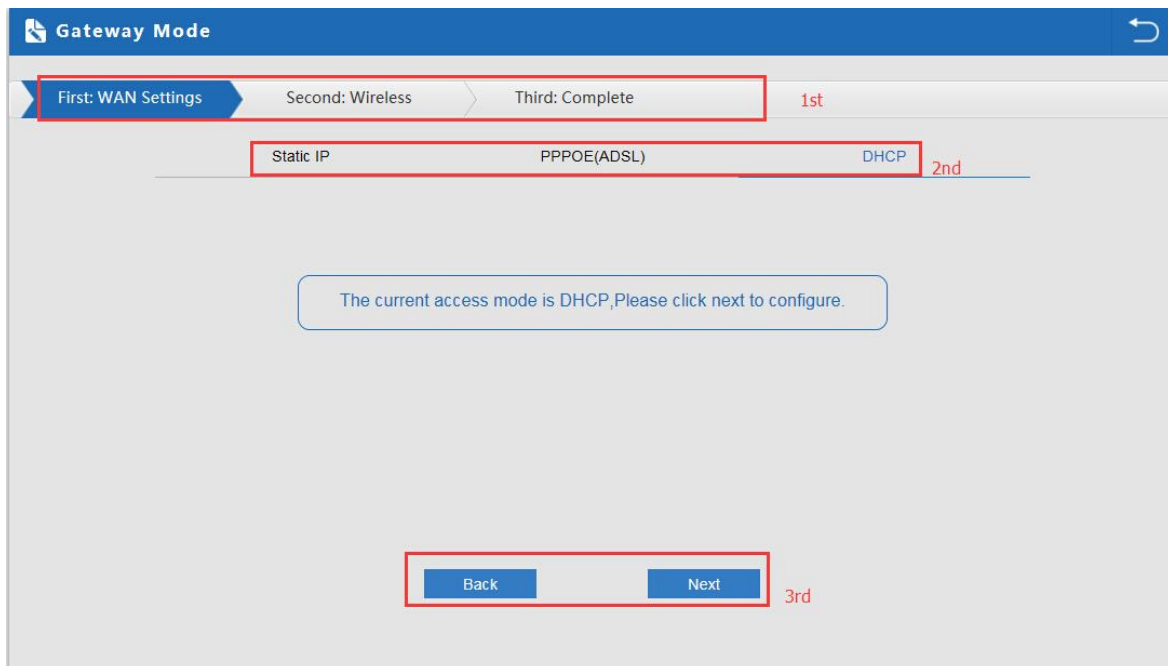 Gateway Mode
First: WAN Settings Second: Wireless Third: Complete 1st
Static IP PPPOE(ADSL) DHCP 2nd
The current access mode is DHCP,Please click next to configure.
Back Next 3rd